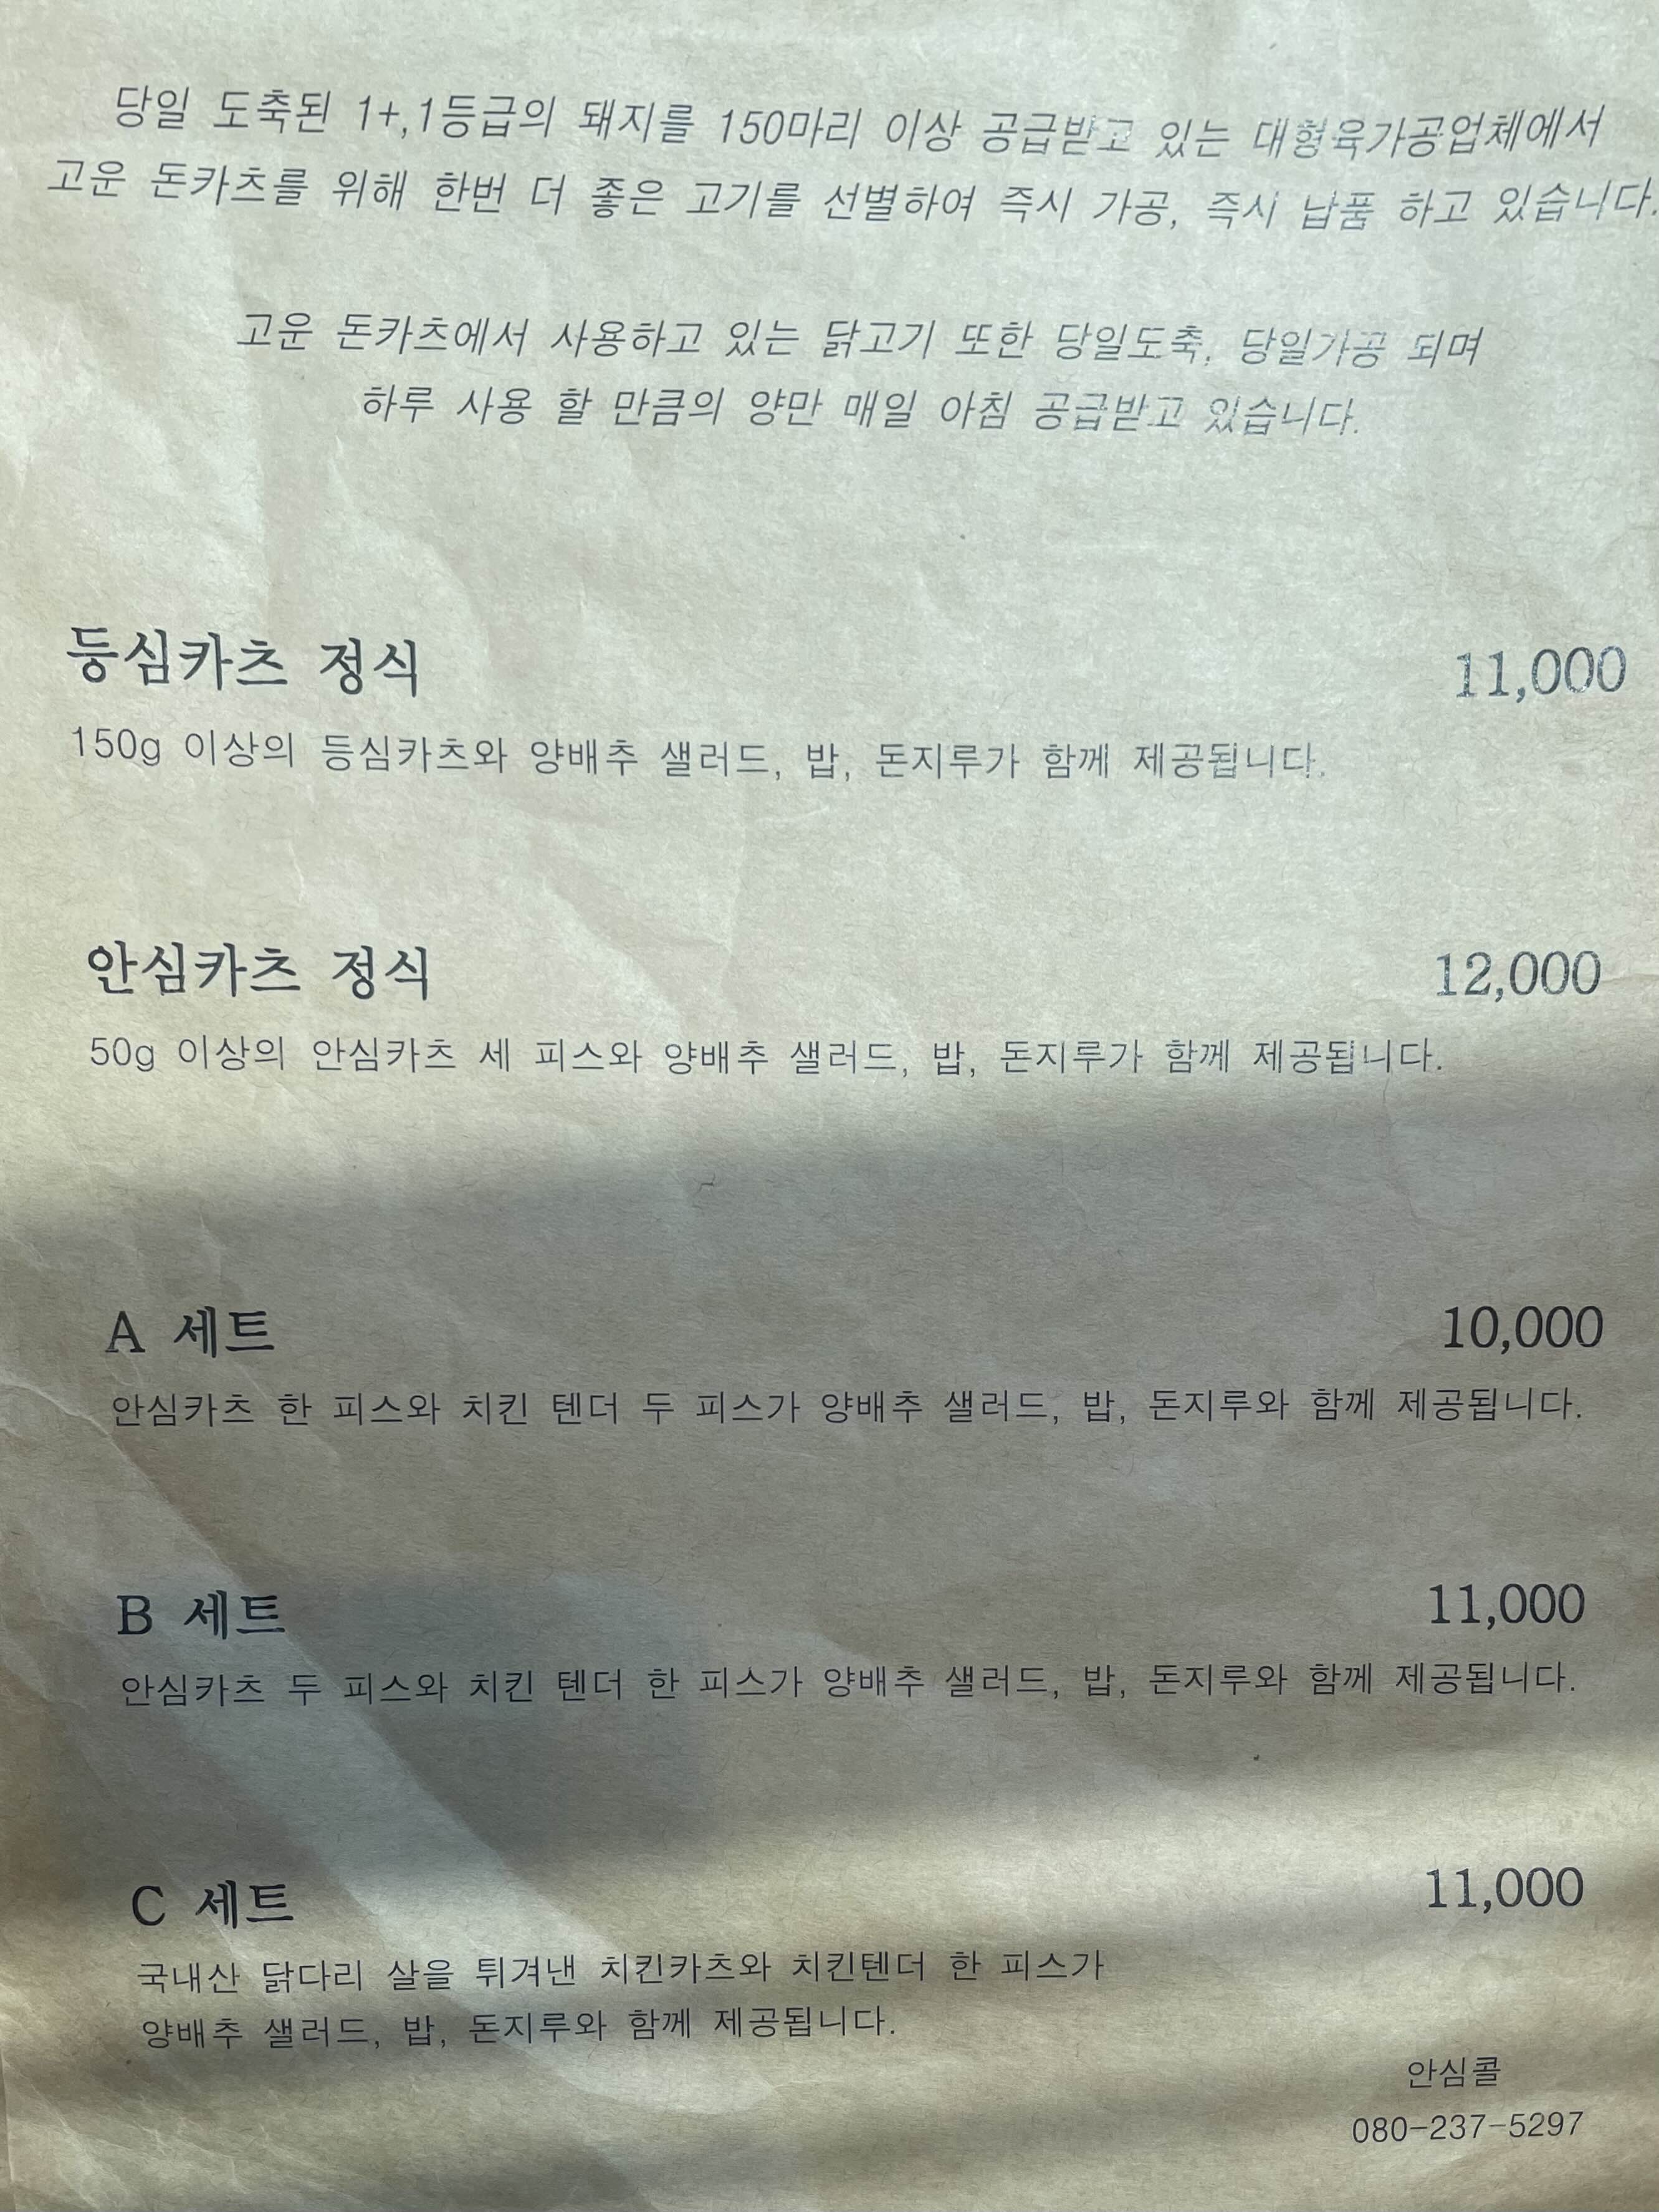 당일 도축된 1+,1등급의 돼지를 150마리 이상 공급받고 있는 대형육가공업체에서
고운 돈카츠를 위해 한번 더 좋은 고기를 선별하여 즉시 가공, 즉시 납품 하고 있습니다.
고운 돈카츠에서 사용하고 있는 닭고기 또한 당일도축, 당일가공 되며
하루 사용 할 만큼의 양만 매일 아침 공급받고 있습니다.
등심카츠 정식 11,000
150g 이상의 등심카츠와 양배추 샐러드, 밥, 돈지루가 함께 제공됩니다.
안심카츠 정식 12,000
50g 이상의 안심카츠 세 피스와 양배추 샐러드, 밥, 돈지루가 함께 제공됩니다.
A 세트 10,000
안심카츠 한 피스와 치킨 텐더 두 피스가 양배추 샐러드, 밥, 돈지루와 함께 제공됩니다.
B 세트 11,000
안심카츠 두 피스와 치킨 텐더 한 피스가 양배추 샐러드, 밥, 돈지루와 함께 제공됩니다.
C 세트 11,000
국내산 닭다리 살을 튀겨낸 치킨카츠와 치킨텐더 한 피스가
양배추 샐러드, 밥, 돈지루와 함께 제공됩니다.
안심콜
080-237-5297